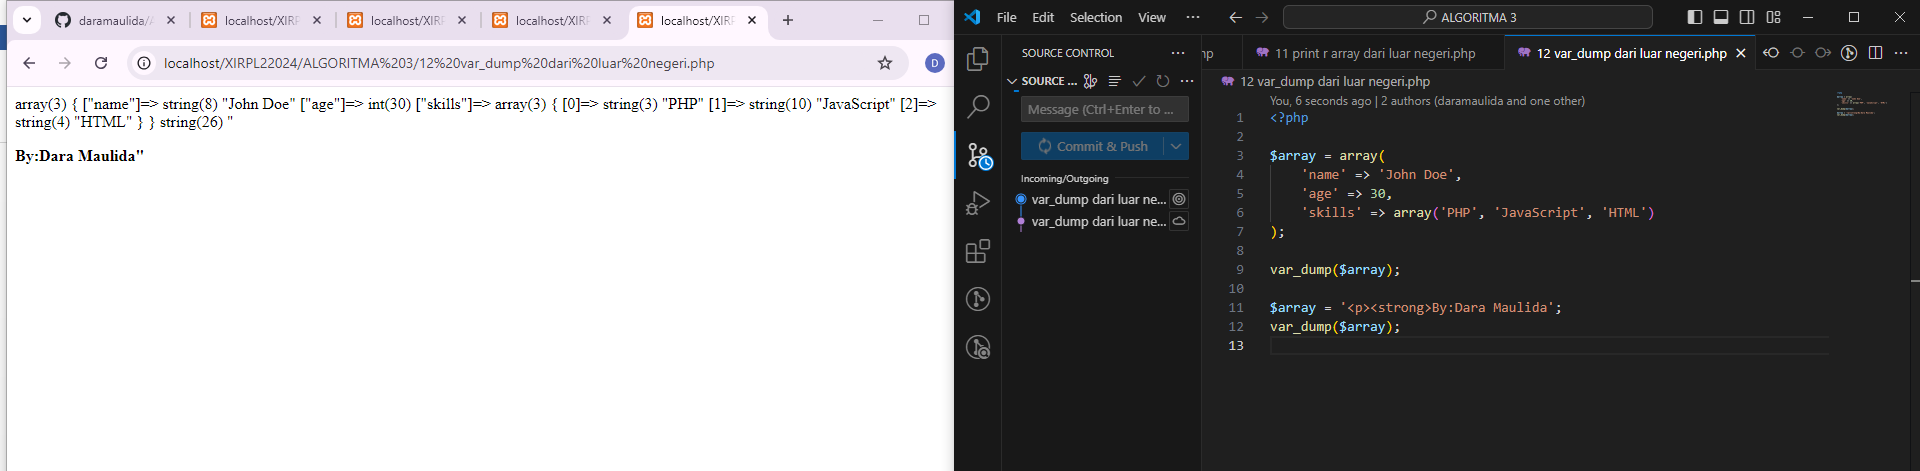 daramaulida/A
localhost/XIRP
localhost/XIRP
localhost/XIRP
localhost/XIRP
localhost/XIRPL22024/ALGORITMA%203/12%20var_dump%20dari%20luar%20negeri.php
D
array(3) { ["name"]=> string(8) "John Doe" ["age"]=> int(30) ["skills"]=> array(3) { [0]=> string(3) "PHP" [1]=> string(10) "JavaScript" [2]=>
string(4) "HTML" } } string(26) "
By:Dara Maulida"
File Edit Selection View ···
ALGORITMA 3
SOURCE CONTROL ···
SOURCE ... ···
Message (Ctrl+Enter to ...
Commit & Push
Incoming/Outgoing
var_dump dari luar ne...
var_dump dari luar ne...
np
11 print r array dari luar negeri.php
12 var_dump dari luar negeri.php
12 var_dump dari luar negeri.php
You, 6 seconds ago | 2 authors (daramaulida and one other)
1 <?php
2
3 $array = array(
4 'name' => 'John Doe',
5 'age' => 30,
6 'skills' => array('PHP', 'JavaScript', 'HTML')
7 );
8
9 var_dump($array);
10
11 $array = '<p><strong>By:Dara Maulida';
12 var_dump($array);
13